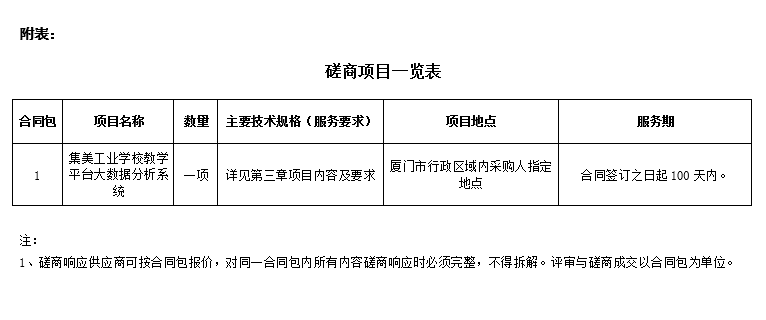 附表：
磋商项目一览表
合同包 项目名称 数量 主要技术规格（服务要求） 项目地点 服务期
1 集美工业学校教学平台大数据分析系统 一项 详见第三章项目内容及要求 厦门市行政区域内采购人指定地点 合同签订之日起 100 天内。
注：
1、磋商响应供应商可按合同包报价，对同一合同包内所有内容磋商响应时必须完整，不得拆解。评审与磋商成交以合同包为单位。